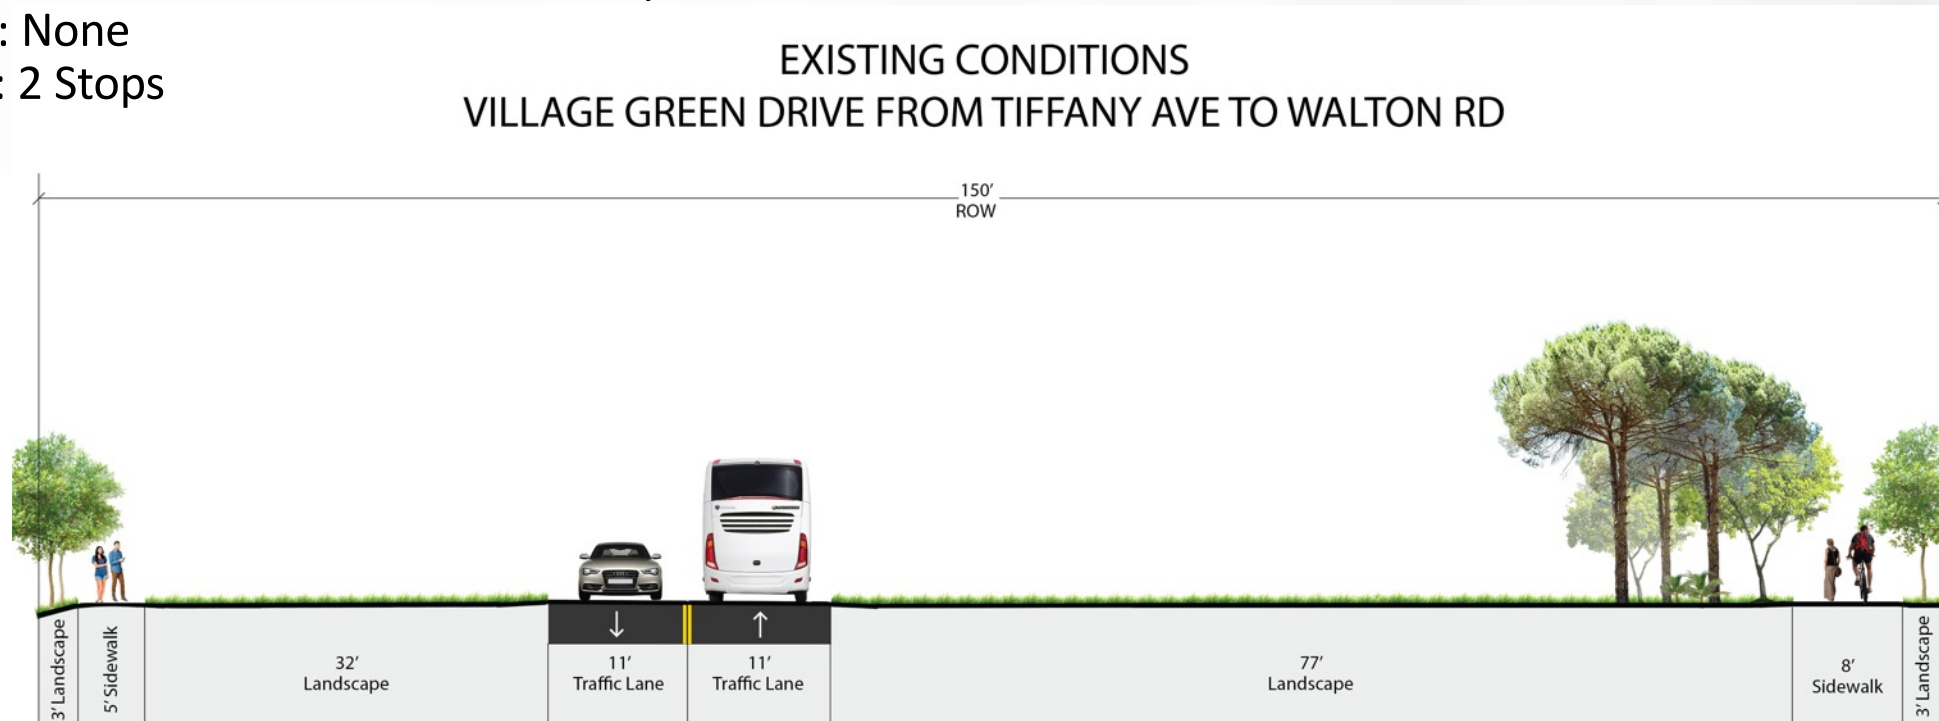 : None
: 2 Stops
EXISTING CONDITIONS
VILLAGE GREEN DRIVE FROM TIFFANY AVE TO WALTON RD
150'
ROW
3' Landscape
5' Sidewalk
32'
Landscape
11'
Traffic Lane
11'
Traffic Lane
77'
Landscape
8'
Sidewalk
3' Landscape